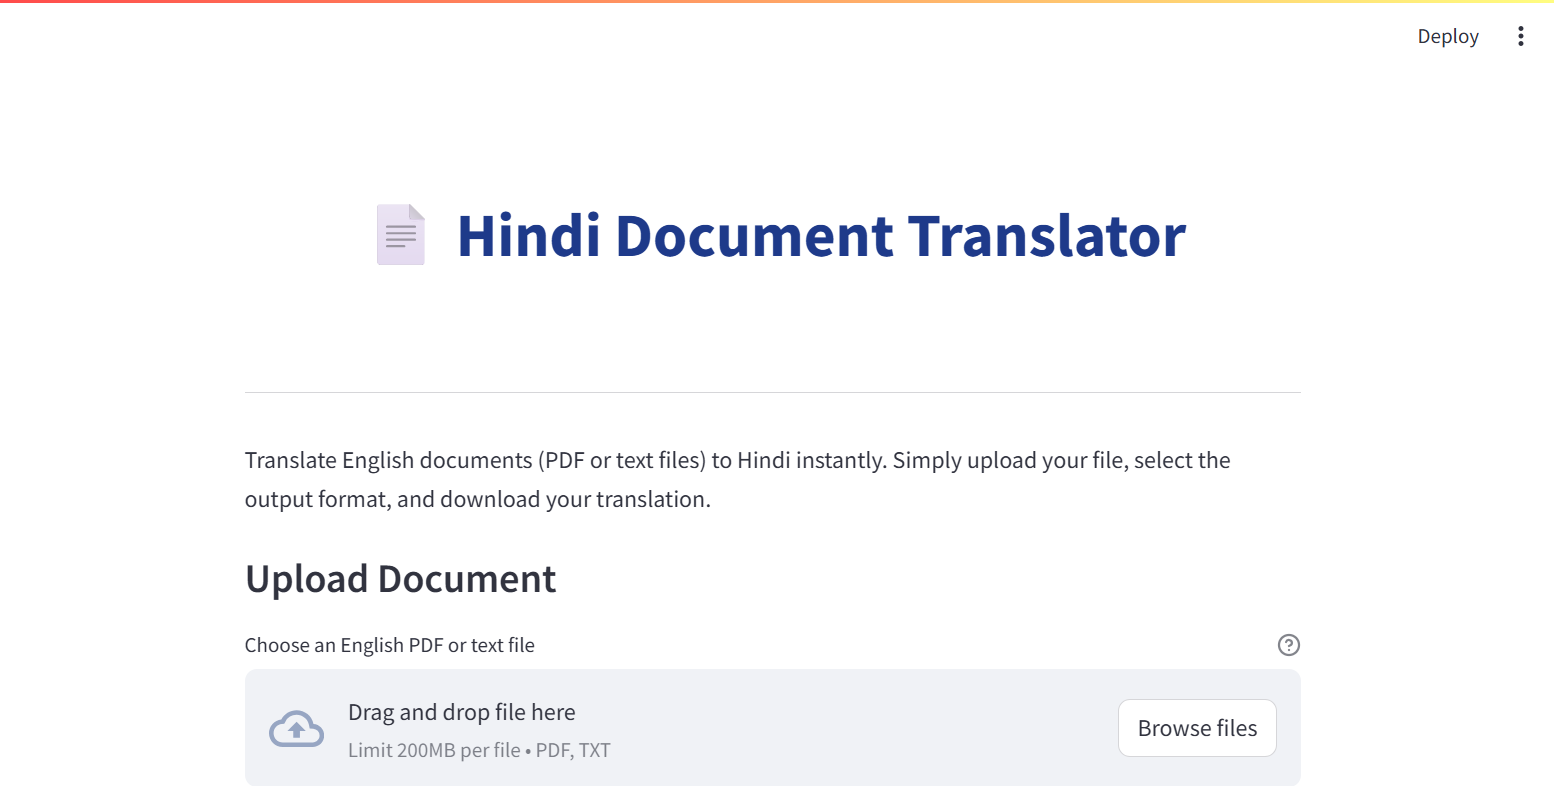 Deploy
Hindi Document Translator
Translate English documents (PDF or text files) to Hindi instantly. Simply upload your file, select the
output format, and download your translation.
Upload Document
Choose an English PDF or text file
Drag and drop file here
Limit 200MB per file • PDF, TXT
Browse files